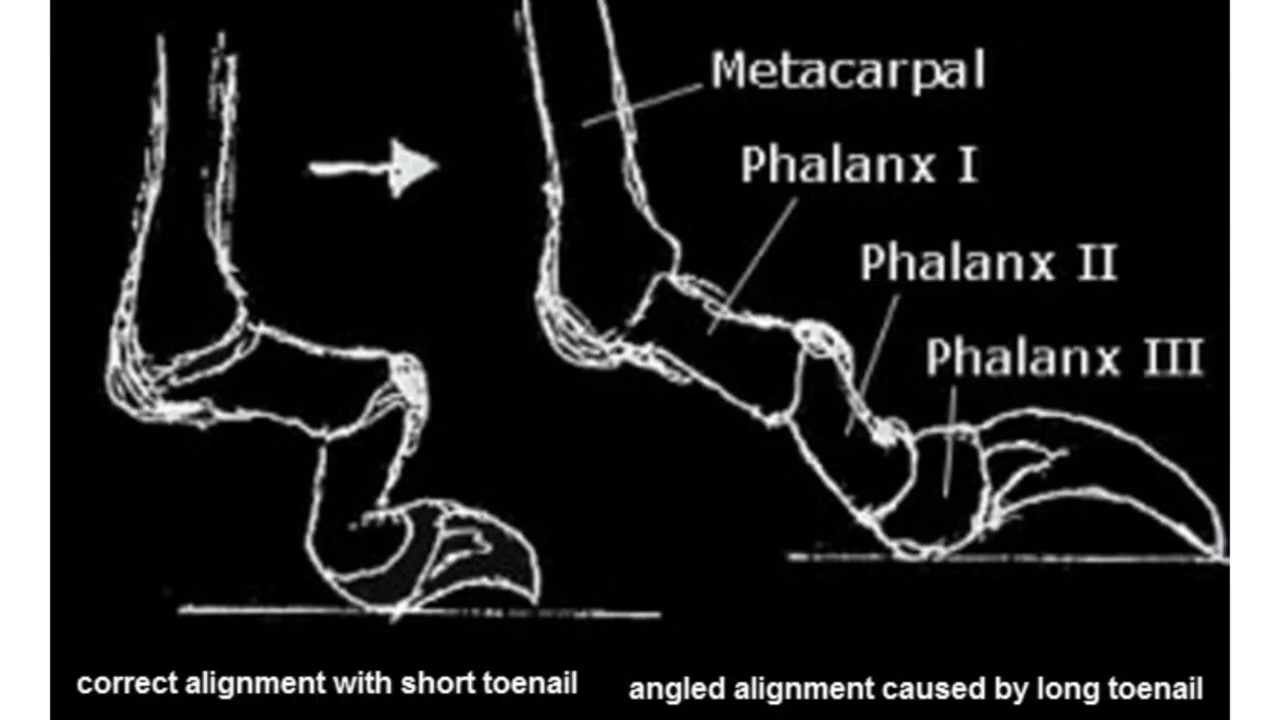 Metacarpal
Phalanx I
Phalanx II
Phalanx III
correct alignment with short toenail
angled alignment caused by long toenail